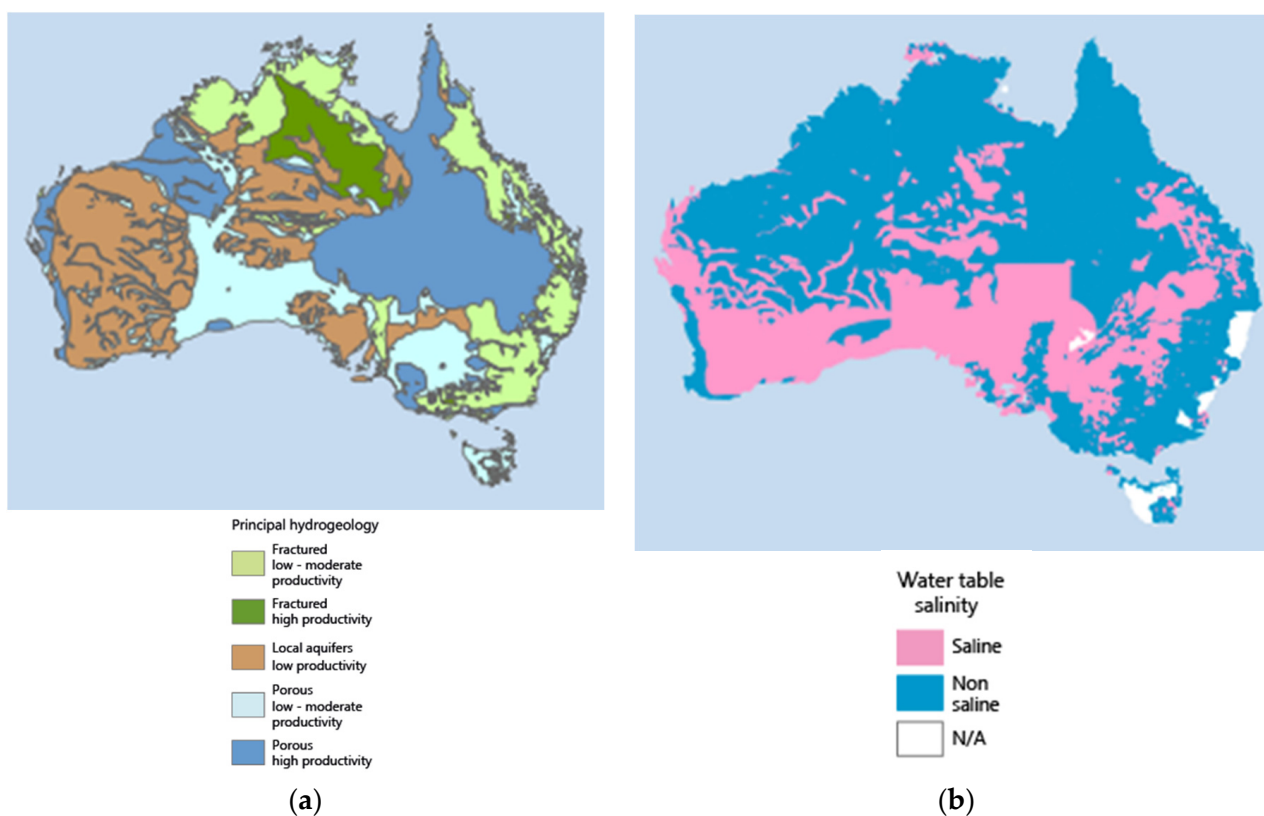 Principal hydrogeology
Fractured
low - moderate
productivity
Fractured
high productivity
Local aquifers
low productivity
Porous
low - moderate
productivity
Porous
high productivity
(a)
Water table
salinity
Saline
Non
saline
N/A
(b)